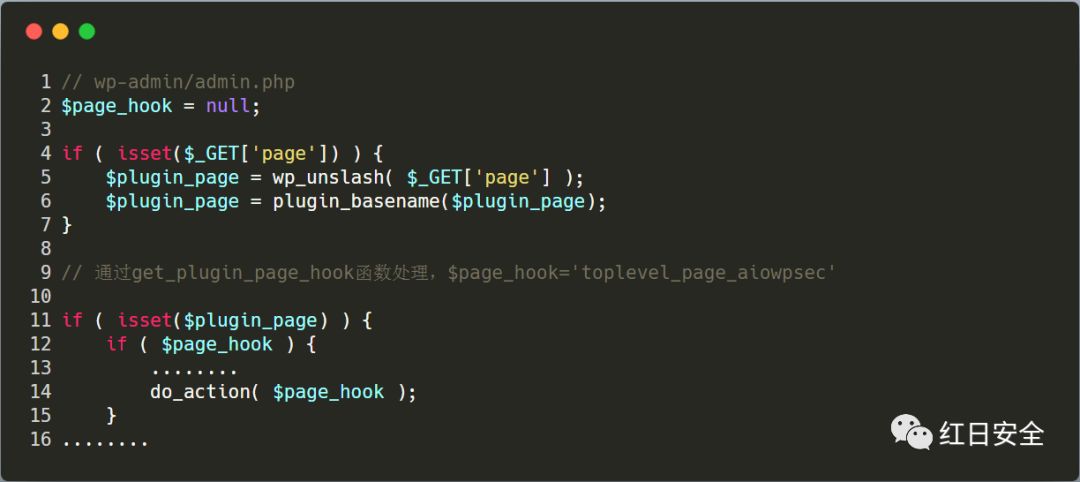 1 // wp-admin/admin.php
2 $page_hook = null;
3
4 if ( isset($_GET['page']) ) {
5     $plugin_page = wp_unslash( $_GET['page'] );
6     $plugin_page = plugin_basename($plugin_page);
7 }
8
9 // 通过get_plugin_page_hook函数处理，$page_hook='toplevel_page_aiowpsec'
10
11 if ( isset($plugin_page) ) {
12     if ( $page_hook ) {
13         ........
14         do_action( $page_hook );
15     }
16 ........
红日安全